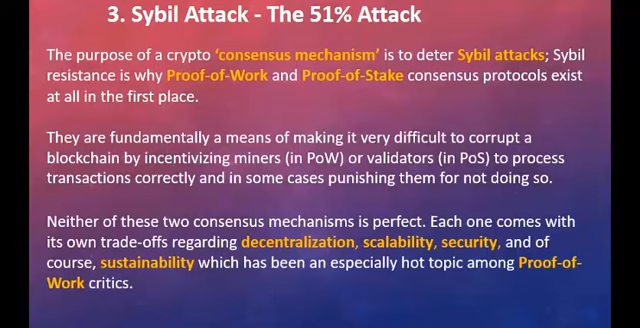 3. Sybil Attack - The 51% Attack
The purpose of a crypto ‘consensus mechanism’ is to deter Sybil attacks; Sybil
resistance is why Proof-of-Work and Proof-of-Stake consensus protocols exist
at all in the first place.
They are fundamentally a means of making it very difficult to corrupt a
blockchain by incentivizing miners (in PoW) or validators (in PoS) to process
transactions correctly and in some cases punishing them for not doing so.
Neither of these two consensus mechanisms is perfect. Each one comes with
its own trade-offs regarding decentralization, scalability, security, and of
course, sustainability which has been an especially hot topic among Proof-of-
Work critics.